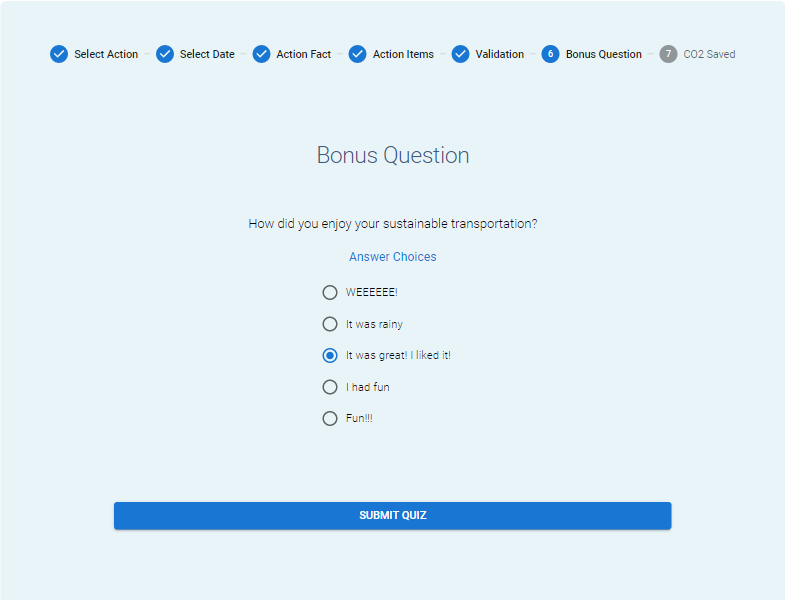 Select Action Select Date Action Fact Action Items Validation 6 Bonus Question 7 CO2 Saved
Bonus Question
How did you enjoy your sustainable transportation?
Answer Choices
WEEEEEE!
It was rainy
It was great! I liked it!
I had fun
Fun!!!
SUBMIT QUIZ